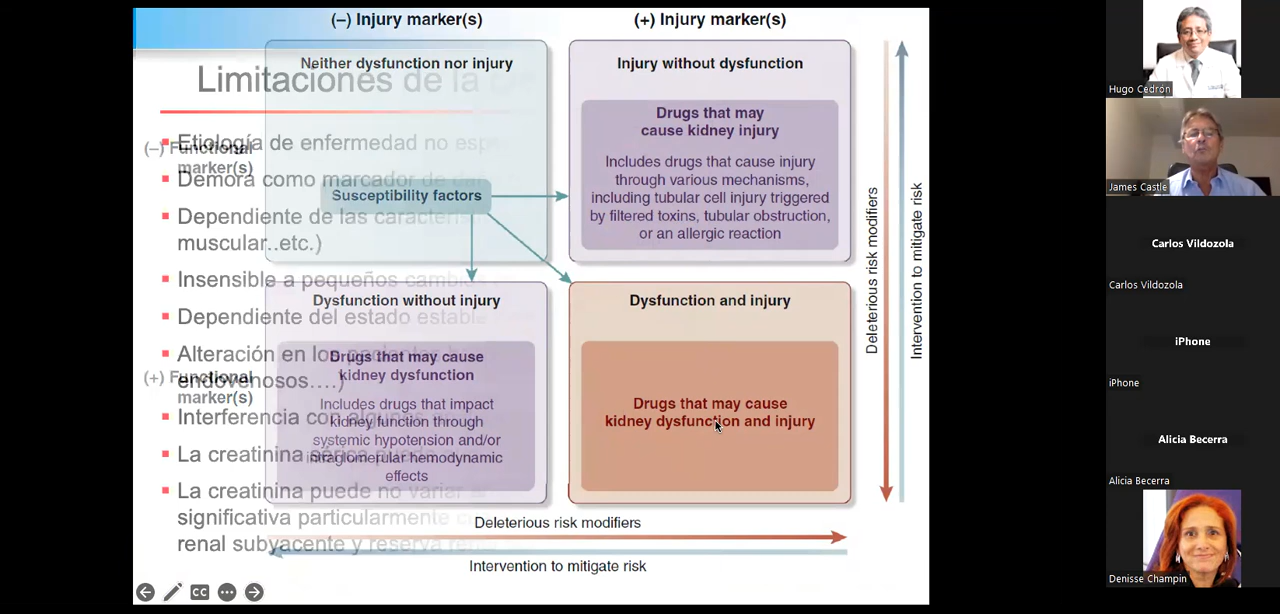 (–) Injury marker(s)
(+) Injury marker(s)
Limitaciones de la
Neither dysfunction nor injury
Susceptibility factors
Injury without dysfunction
Drugs that may
cause kidney injury
Includes drugs that cause injury
through various mechanisms,
including tubular cell injury triggered
by filtered toxins, tubular obstruction,
or an allergic reaction
(–) Functional
marker(s)
Etiología de enfermedad no
Demora como marcador de
Dependiente de las
muscular..etc.)
Insensible a pequeños
Dependiente del estado
Alteración en los
endovenosos....)
(+) Functional
marker(s)
Interferencia con
La creatinina
La creatinina puede no variar
significativa particularmente
renal subyacente y reserva
Dysfunction without injury
Drugs that may cause
kidney dysfunction
Includes drugs that impact
kidney function through
systemic hypotension and/or
intraglomerular hemodynamic
effects
Dysfunction and injury
Drugs that may cause
kidney dysfunction and injury
Deleterious risk modifiers
Intervention to mitigate risk
Deleterious risk modifiers
Intervention to mitigate risk
CC
Hugo Cedrón
James Castle
Carlos Vildozola
Carlos Vildozola
iPhone
iPhone
Alicia Becerra
Alicia Becerra
Denisse Champin